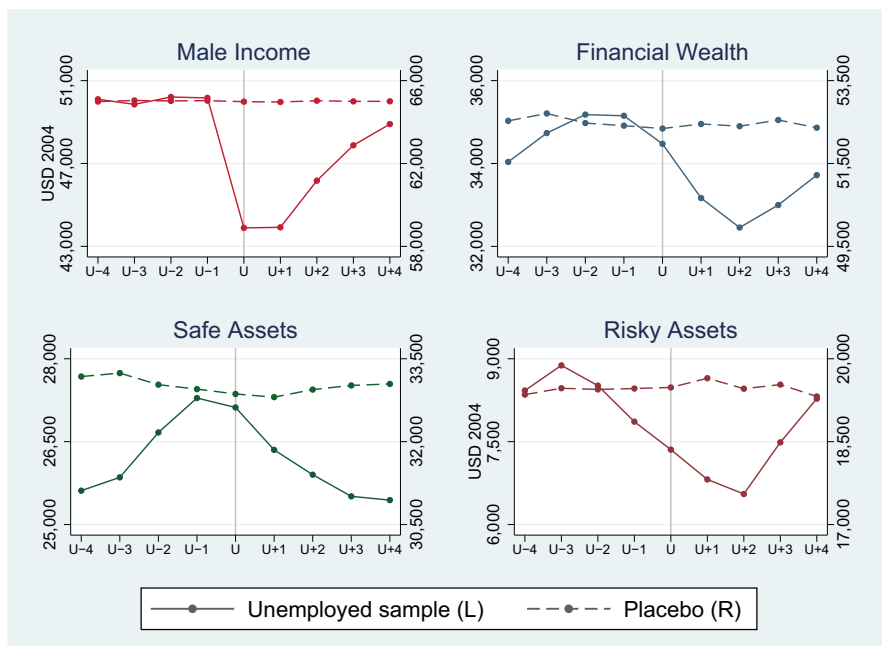 Male Income
51,000
47,000
43,000
USD 2004
66,000
62,000
58,000
U−4 U−3 U−2 U−1 U U+1 U+2 U+3 U+4
Financial Wealth
36,000
34,000
32,000
53,500
51,500
49,500
U−4 U−3 U−2 U−1 U U+1 U+2 U+3 U+4
Safe Assets
28,000
26,500
25,000
33,500
32,000
30,500
U−4 U−3 U−2 U−1 U U+1 U+2 U+3 U+4
Risky Assets
9,000
7,500
6,000
USD 2004
20,000
18,500
17,000
U−4 U−3 U−2 U−1 U U+1 U+2 U+3 U+4
Unemployed sample (L) Placebo (R)